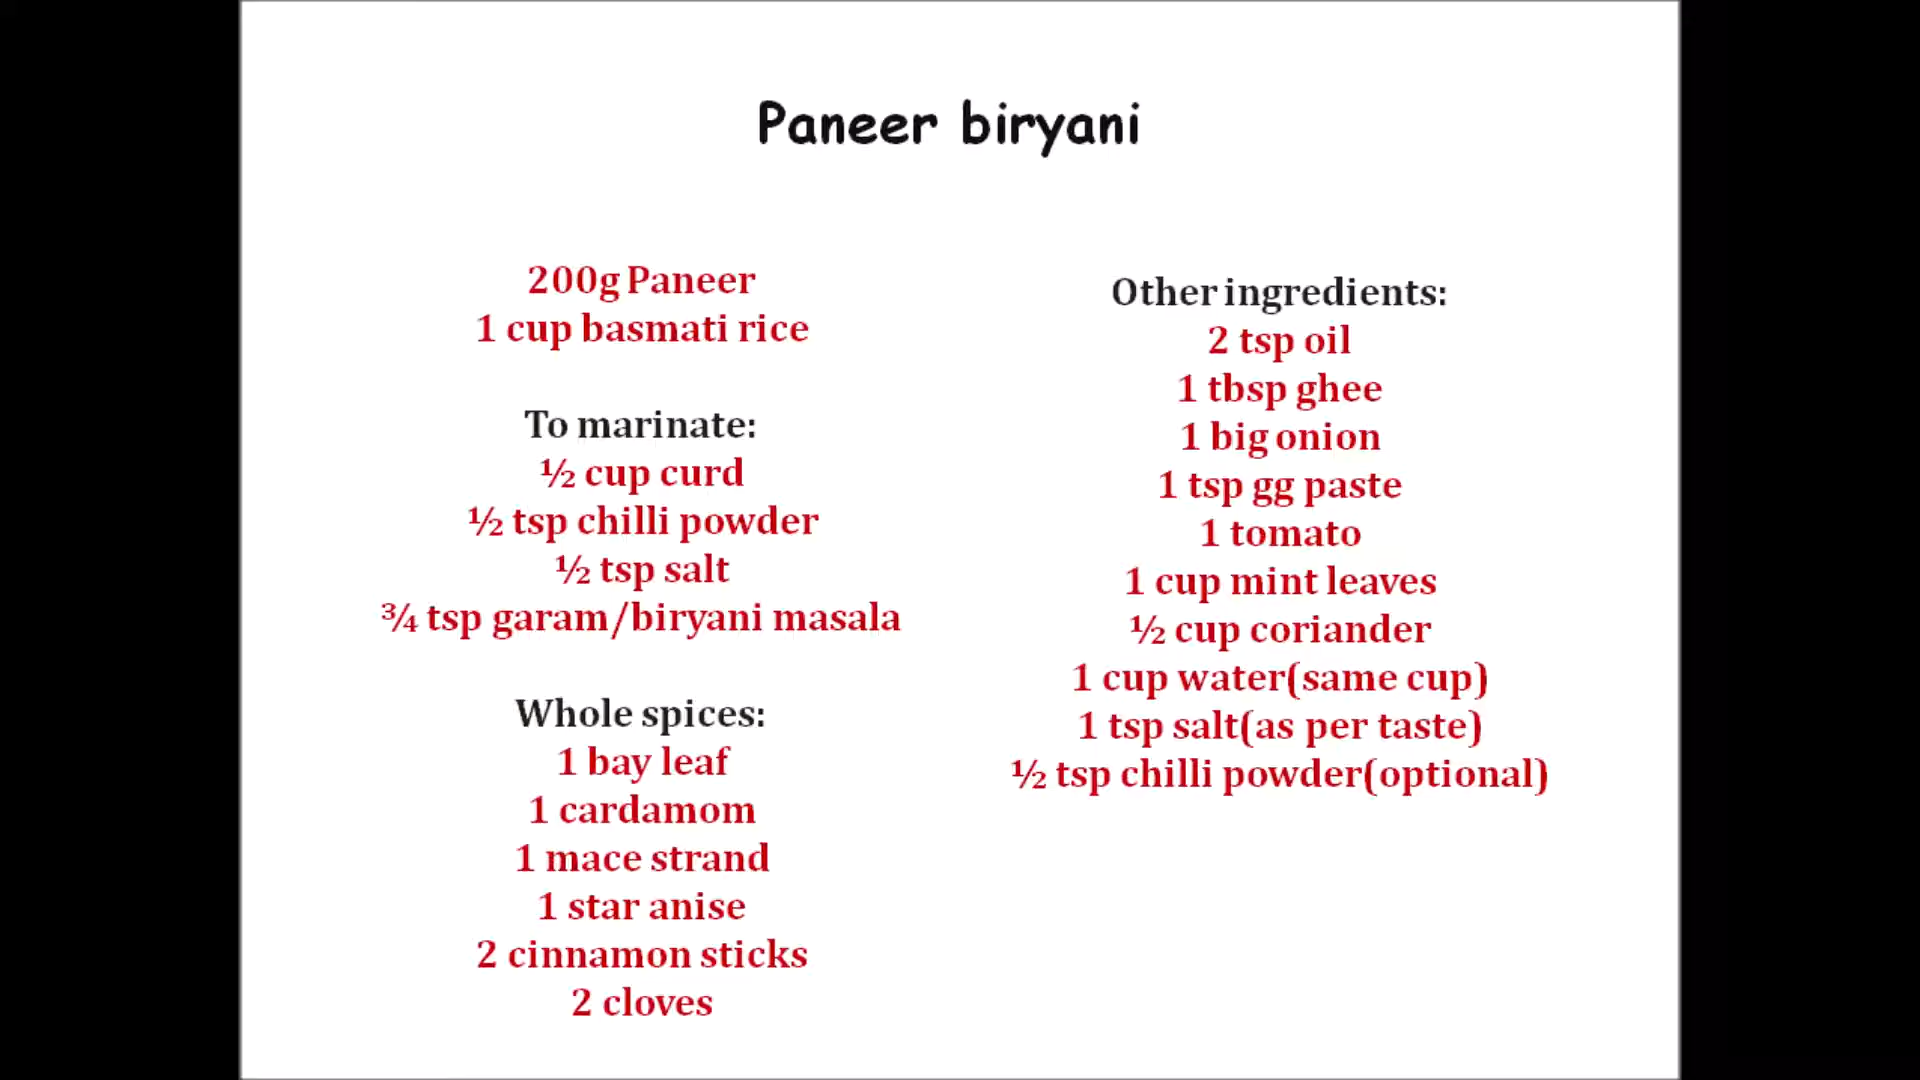 Paneer biryani
200g Paneer
1 cup basmati rice
To marinate:
½ cup curd
½ tsp chilli powder
½ tsp salt
¾ tsp garam/biryani masala
Whole spices:
1 bay leaf
1 cardamom
1 mace strand
1 star anise
2 cinnamon sticks
2 cloves
Other ingredients:
2 tsp oil
1 tbsp ghee
1 big onion
1 tsp gg paste
1 tomato
1 cup mint leaves
½ cup coriander
1 cup water(same cup)
1 tsp salt(as per taste)
½ tsp chilli powder(optional)